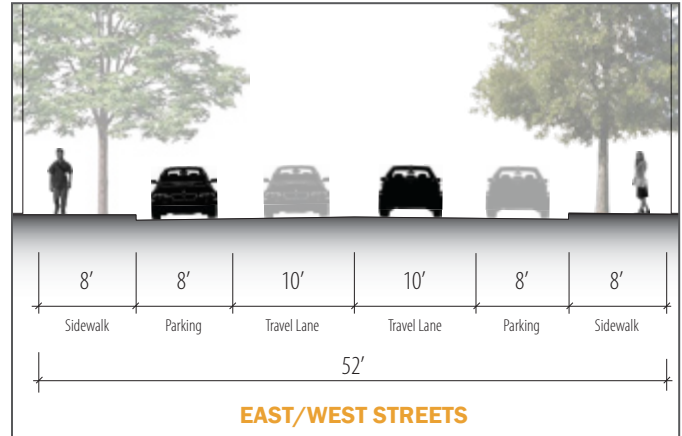 8’ 8’ 10’ 10’ 8’ 8’
Sidewalk Parking Travel Lane Travel Lane Parking Sidewalk
52’
EAST/WEST STREETS